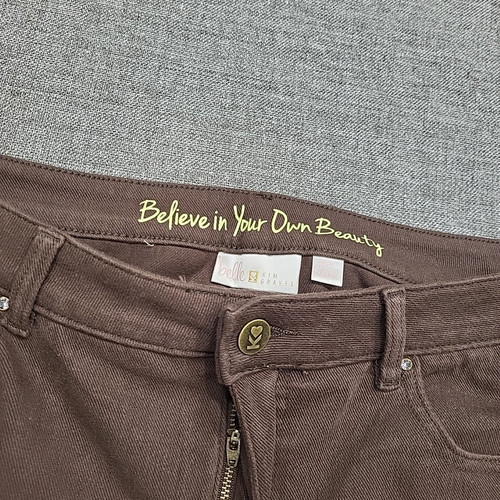 Believe in Your Own Beauty
belle
KIM
GRAVEL
K